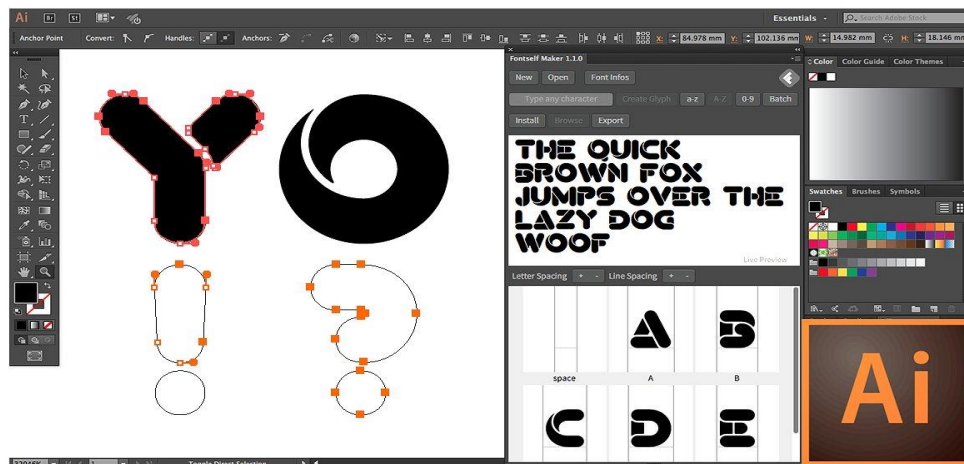 Ai Br St Essentials Search Adobe Stock
Anchor Point Convert: Handles: Anchors: X: 84.978 mm Y: 102.136 mm W: 14.982 mm H: 18.146 mm
Fontself Maker 1.1.0
New Open Font Infos
Type any character Create Glyph a-z A-Z 0-9 Batch
Install Browse Export
THE QUICK
BROWN FOX
JUMPS OVER THE
LAZY DOG
WOOF
Live Preview
Letter Spacing + - Line Spacing + -
A B
space A B
C D E
Color Color Guide Color Themes
Swatches Brushes Symbols
Ai
Y O
! ?
Toggle Direct Selection